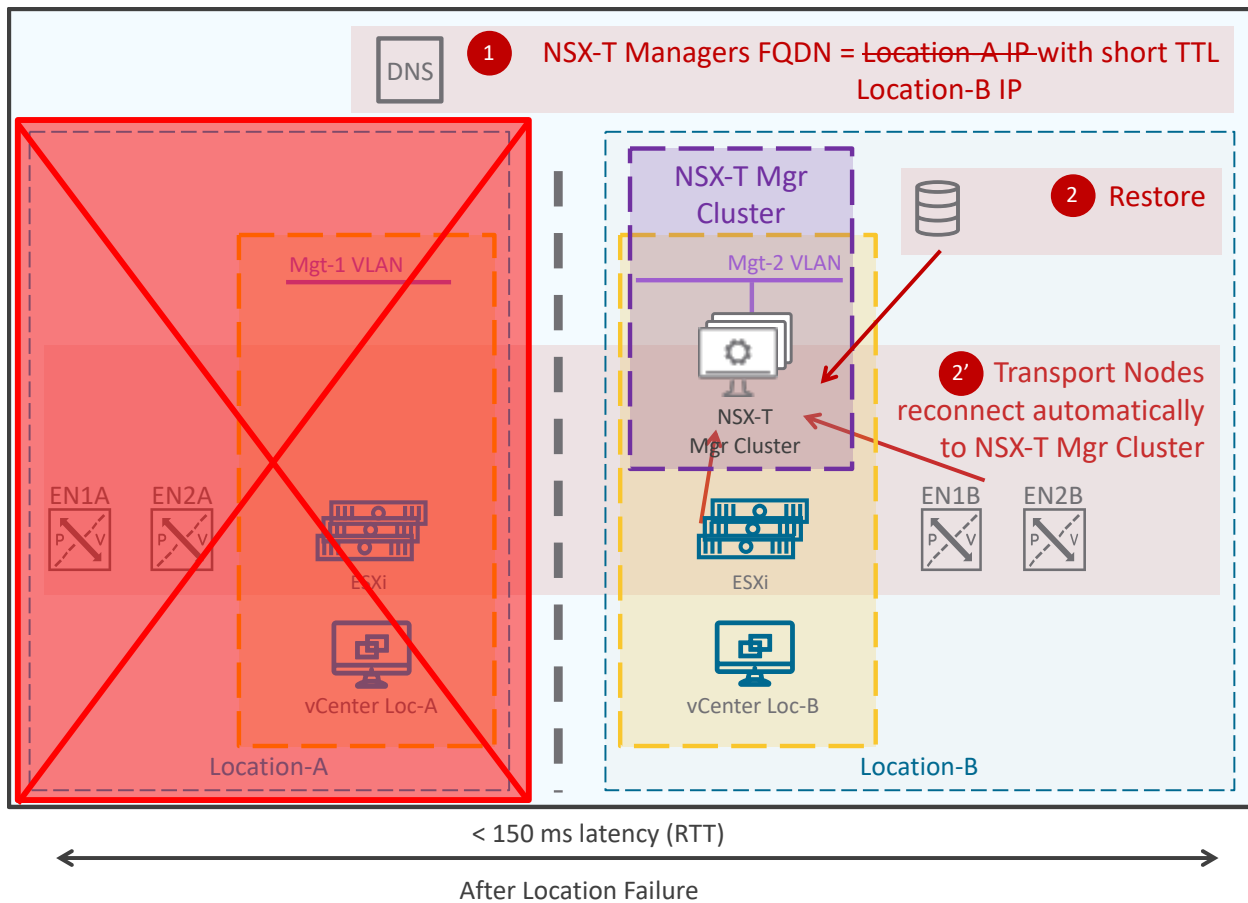 DNS
1
NSX-T Managers FQDN = Location-A IP with short TTL
Location-B IP
NSX-T Mgr
Cluster
2
Restore
Mgt-1 VLAN
Mgt-2 VLAN
2’
Transport Nodes
reconnect automatically
to NSX-T Mgr Cluster
NSX-T
Mgr Cluster
EN1A
EN2A
P
V
P
V
ESXi
ESXi
EN1B
EN2B
P
V
P
V
vCenter Loc-A
vCenter Loc-B
Location-A
Location-B
< 150 ms latency (RTT)
After Location Failure